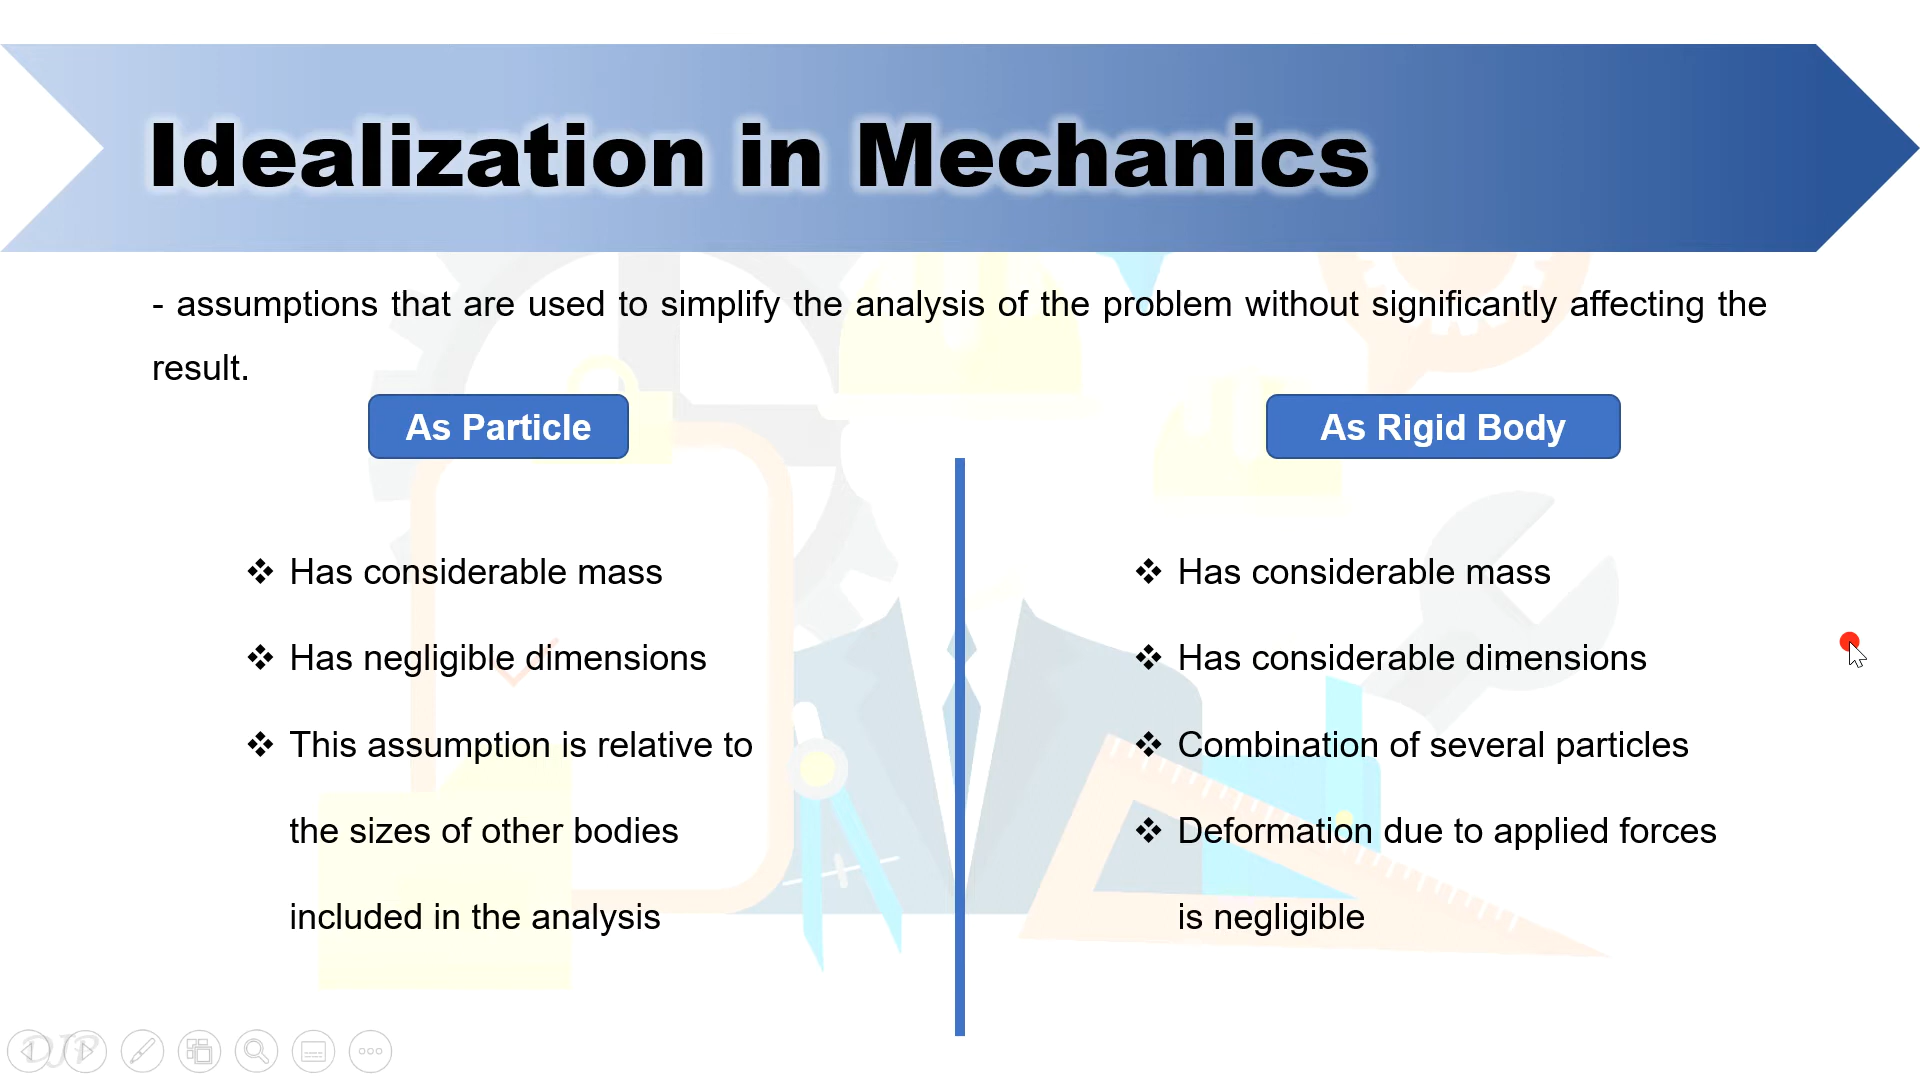 Idealization in Mechanics
- assumptions that are used to simplify the analysis of the problem without significantly affecting the
result.
As Particle
❖ Has considerable mass
❖ Has negligible dimensions
❖ This assumption is relative to
the sizes of other bodies
included in the analysis
As Rigid Body
❖ Has considerable mass
❖ Has considerable dimensions
❖ Combination of several particles
❖ Deformation due to applied forces
is negligible
DJP